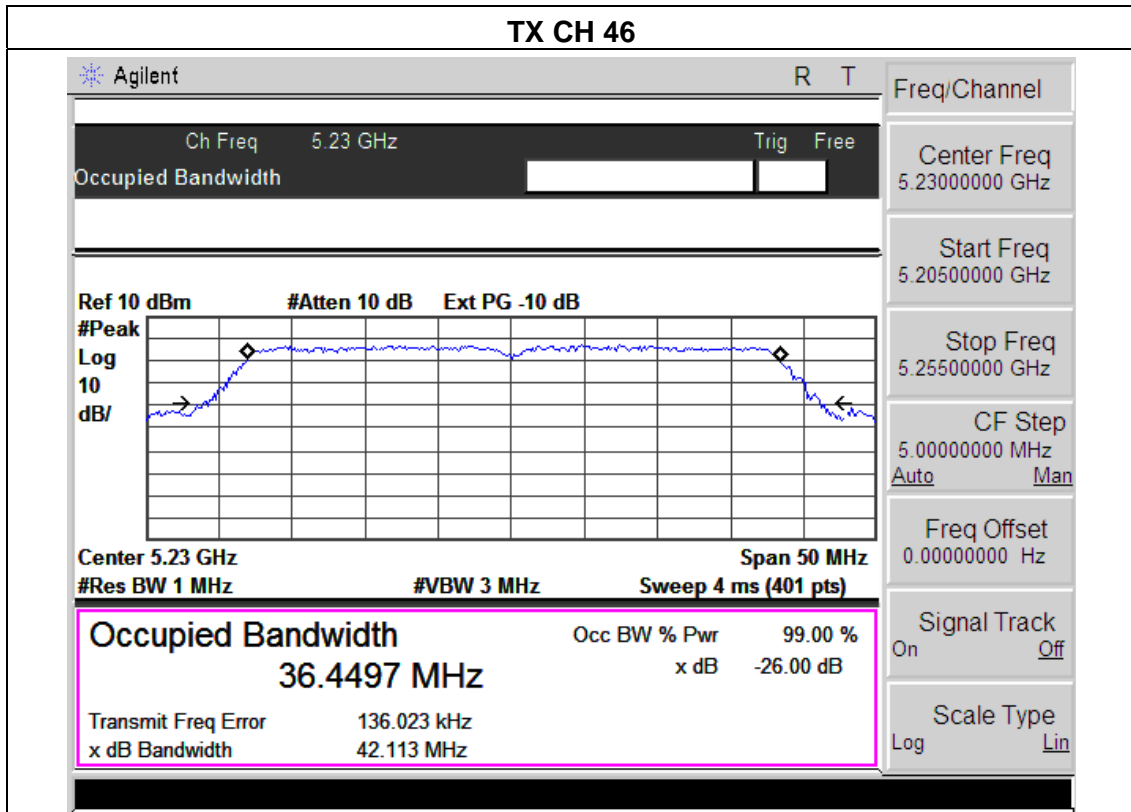 TX CH 46
Agilent R T
Ch Freq 5.23 GHz Trig Free
Occupied Bandwidth
Ref 10 dBm #Atten 10 dB Ext PG -10 dB
#Peak
Log
10
dB/
Center 5.23 GHz Span 50 MHz
#Res BW 1 MHz #VBW 3 MHz Sweep 4 ms (401 pts)
Occupied Bandwidth Occ BW % Pwr 99.00 %
36.4497 MHz x dB -26.00 dB
Transmit Freq Error 136.023 kHz
x dB Bandwidth 42.113 MHz
Freq/Channel
Center Freq
5.23000000 GHz
Start Freq
5.20500000 GHz
Stop Freq
5.25500000 GHz
CF Step
5.00000000 MHz
Auto Man
Freq Offset
0.00000000 Hz
Signal Track
On Off
Scale Type
Log Lin